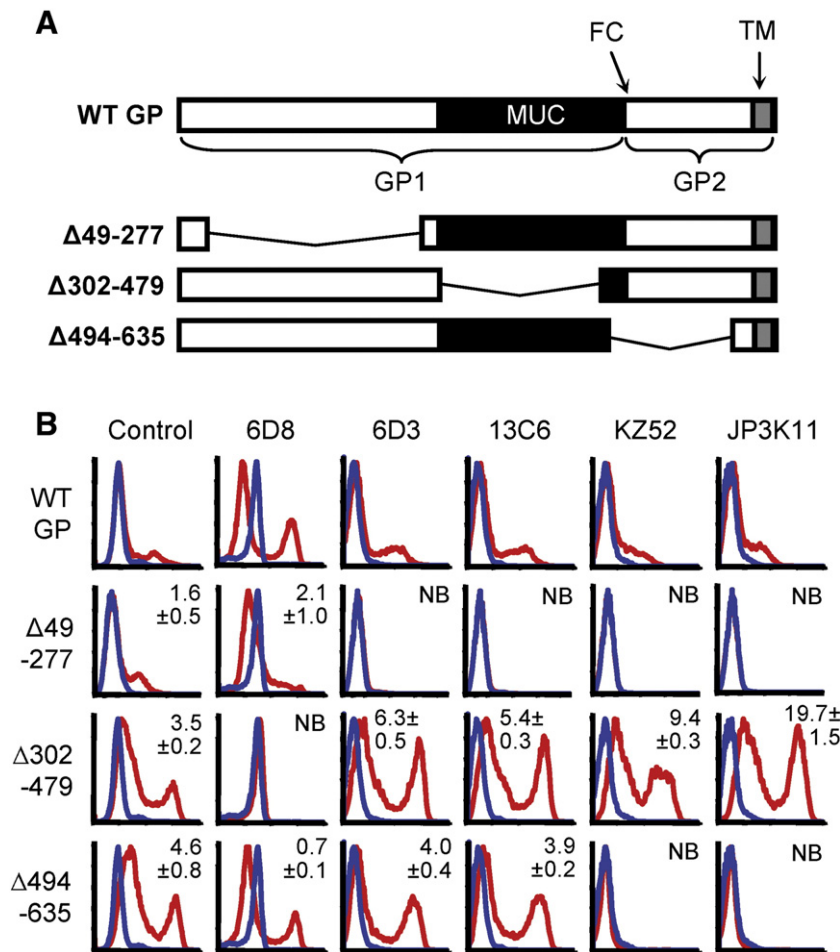 A
FC
TM
WT GP
MUC
GP1
GP2
Δ49-277
Δ302-479
Δ494-635
B
Control
6D8
6D3
13C6
KZ52
JP3K11
WT
GP
Δ49
-277
1.6
±0.5
2.1
±1.0
NB
NB
NB
NB
Δ302
-479
3.5
±0.2
NB
6.3±
0.5
5.4±
0.3
9.4
±0.3
19.7±
1.5
Δ494
-635
4.6
±0.8
0.7
±0.1
4.0
±0.4
3.9
±0.2
NB
NB